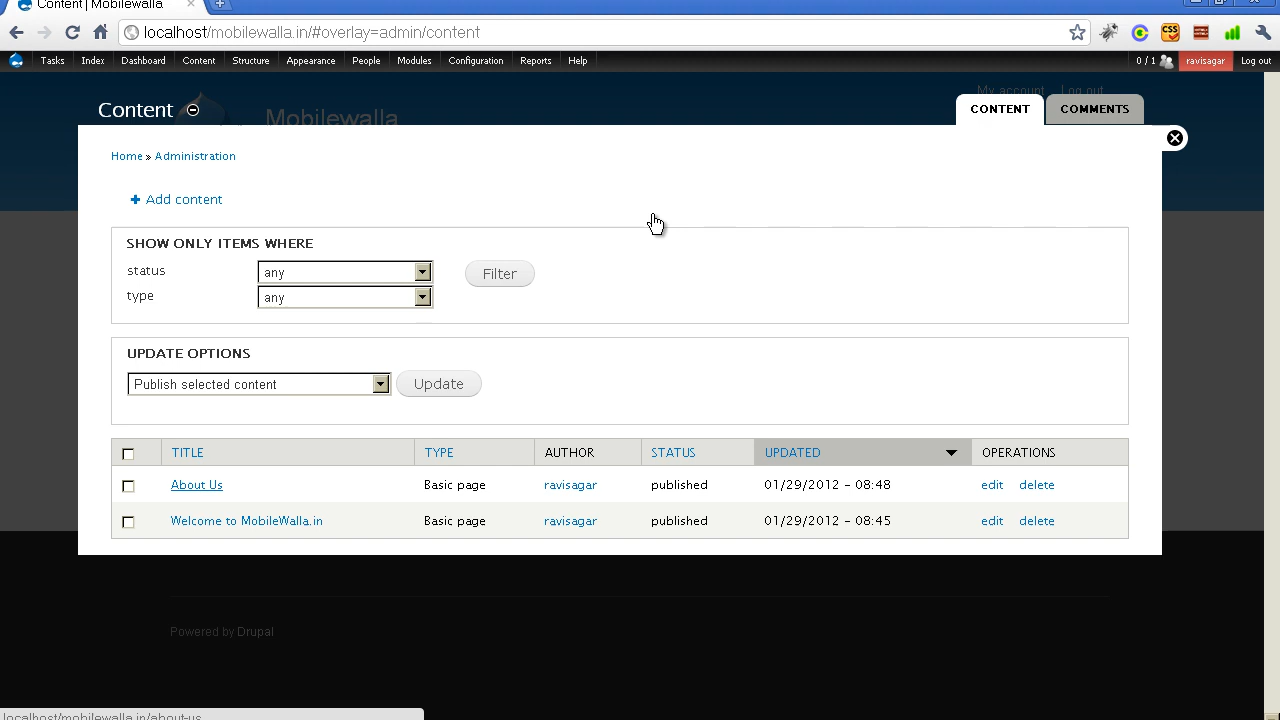 Content | Mobilewalla
localhost/mobilewalla.in/#overlay=admin/content
Tasks Index Dashboard Content Structure Appearance People Modules Configuration Reports Help 0 / 1 ravisagar Log out
My account Log out
Content Mobilewalla CONTENT COMMENTS
Home » Administration
Add content
SHOW ONLY ITEMS WHERE
status any Filter
type any
UPDATE OPTIONS
Publish selected content Update
TITLE TYPE AUTHOR STATUS UPDATED OPERATIONS
About Us Basic page ravisagar published 01/29/2012 - 08:48 edit delete
Welcome to MobileWalla.in Basic page ravisagar published 01/29/2012 - 08:45 edit delete
Powered by Drupal
localhost/mobilewalla.in/about-us